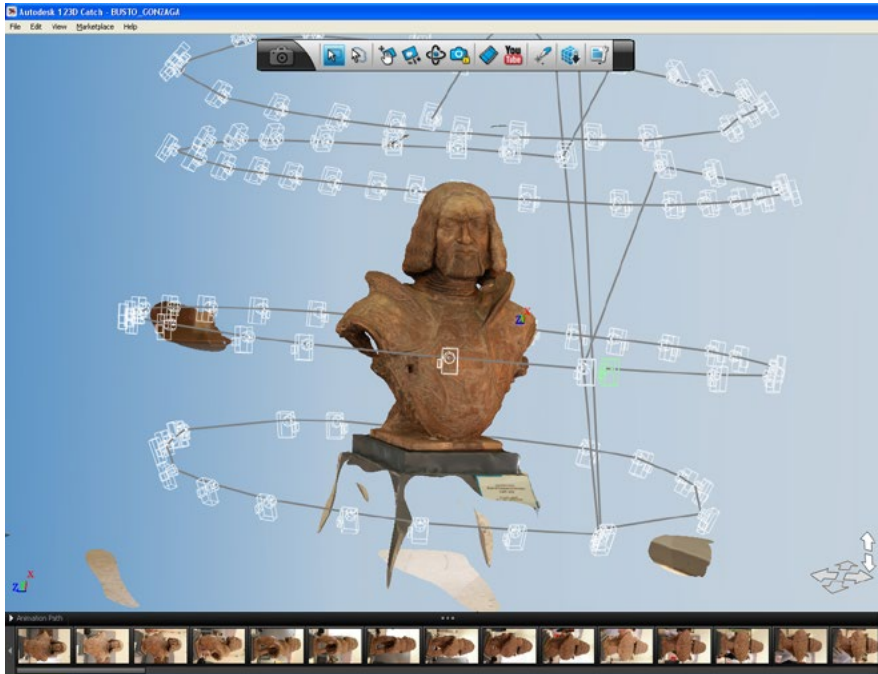 Autodesk 123D Catch - BUSTO_GONZAGA
File Edit View Marketplace Help
You
Tube
X
Z
X
Z
Animation Path